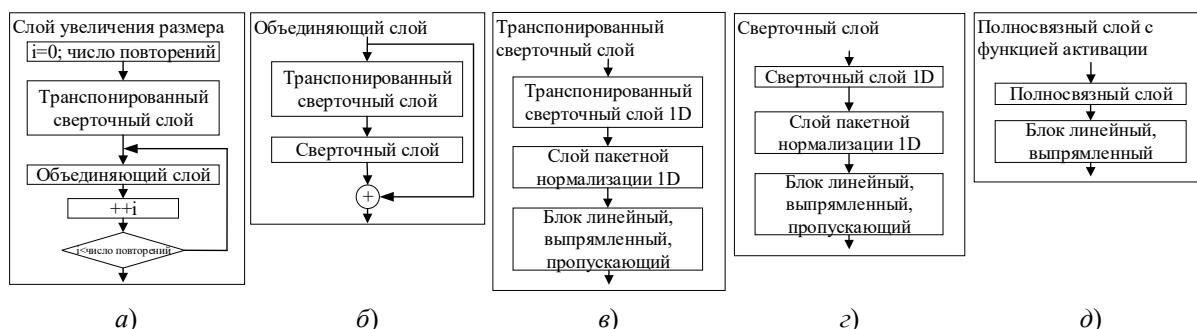 Слой увеличения размера
i=0; число повторений
Транспонированный
сверточный слой
Объединяющий слой
++i
i<число повторений
а)
Объединяющий слой
Транспонированный
сверточный слой
Сверточный слой
+
б)
Транспонированный
сверточный слой
Транспонированный
сверточный слой 1D
Слой пакетной
нормализации 1D
Блок линейный,
выпрямленный,
пропускающий
в)
Сверточный слой
Сверточный слой 1D
Слой пакетной
нормализации 1D
Блок линейный,
выпрямленный,
пропускающий
г)
Полносвязный слой с
функцией активации
Полносвязный слой
Блок линейный,
выпрямленный
д)